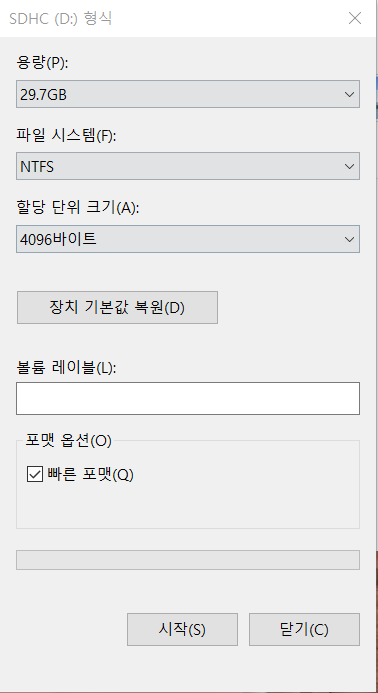 SDHC (D:) 형식
용량(P):
29.7GB
파일 시스템(F):
NTFS
할당 단위 크기(A):
4096바이트
장치 기본값 복원(D)
볼륨 레이블(L):
포맷 옵션(O)
빠른 포맷(Q)
시작(S)
닫기(C)